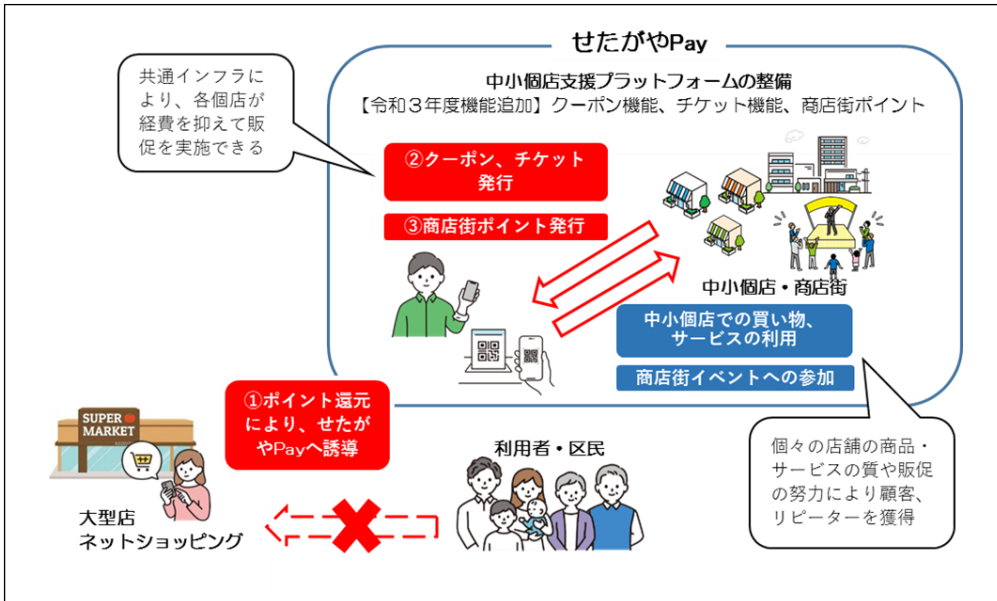 せたがやPay
中小個店支援プラットフォームの整備
【令和３年度機能追加】クーポン機能、チケット機能、商店街ポイント
共通インフラに
より、各個店が
経費を抑えて販
促を実施できる
②クーポン、チケット
発行
③商店街ポイント発行
中小個店・商店街
中小個店での買い物、
サービスの利用
商店街イベントへの参加
①ポイント還元
により、せたが
やPayへ誘導
SUPER
MARKET
大型店
ネットショッピング
利用者・区民
個々の店舗の商品・
サービスの質や販促
の努力により顧客、
リピーターを獲得